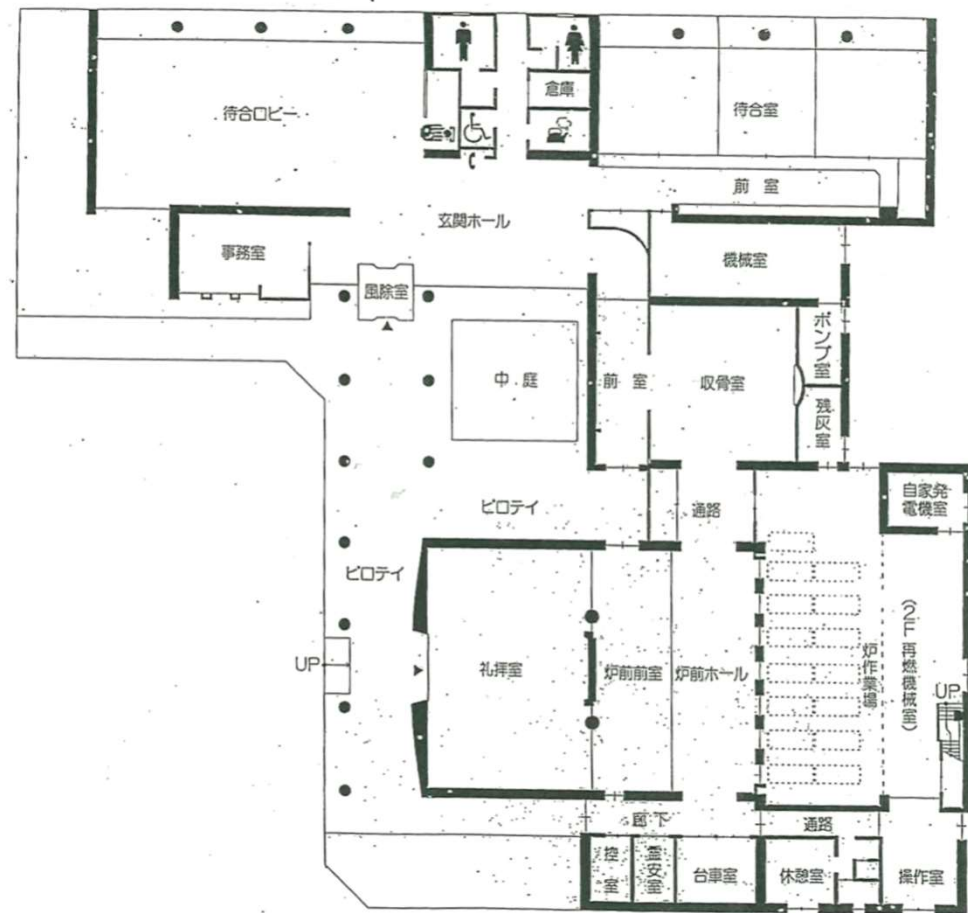 待合ロビー
倉庫
待合室
前室
玄関ホール
事務室
機械室
風除室
ポンプ室
中庭
前室
収骨室
残灰室
自家発
電機室
ピロテイ
通路
ピロテイ
UP
礼拝室
炉前前室
炉前ホール
炉作業場
(2F再燃機械室)
UP
廊下
通路
控室
霊安室
台車室
休憩室
操作室